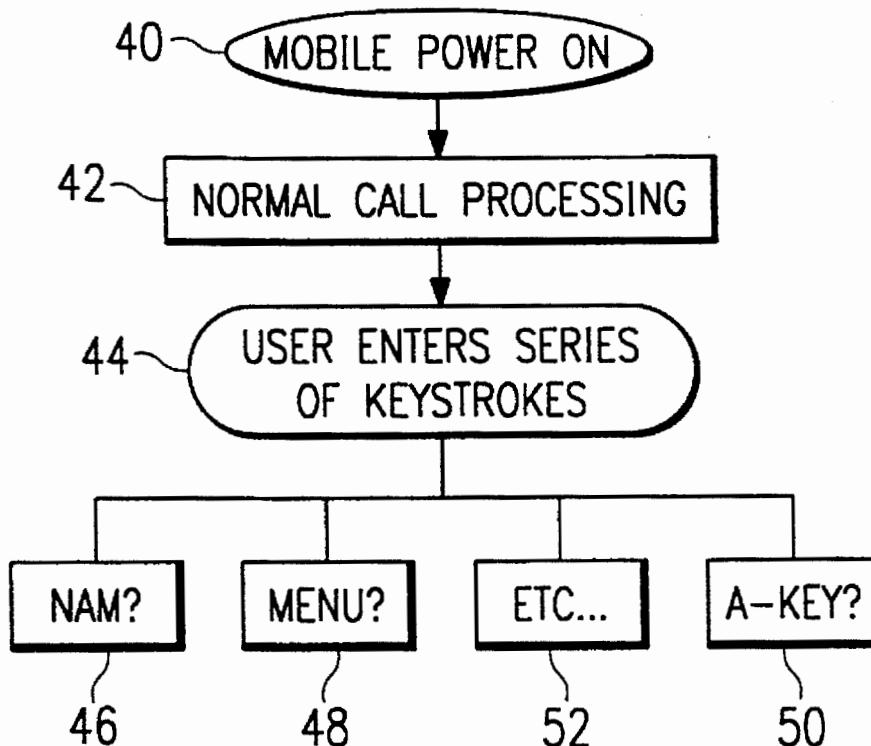 40
MOBILE POWER ON
42
NORMAL CALL PROCESSING
44
USER ENTERS SERIES
OF KEYSTROKES
NAM?
MENU?
ETC...
A-KEY?
46
48
52
50